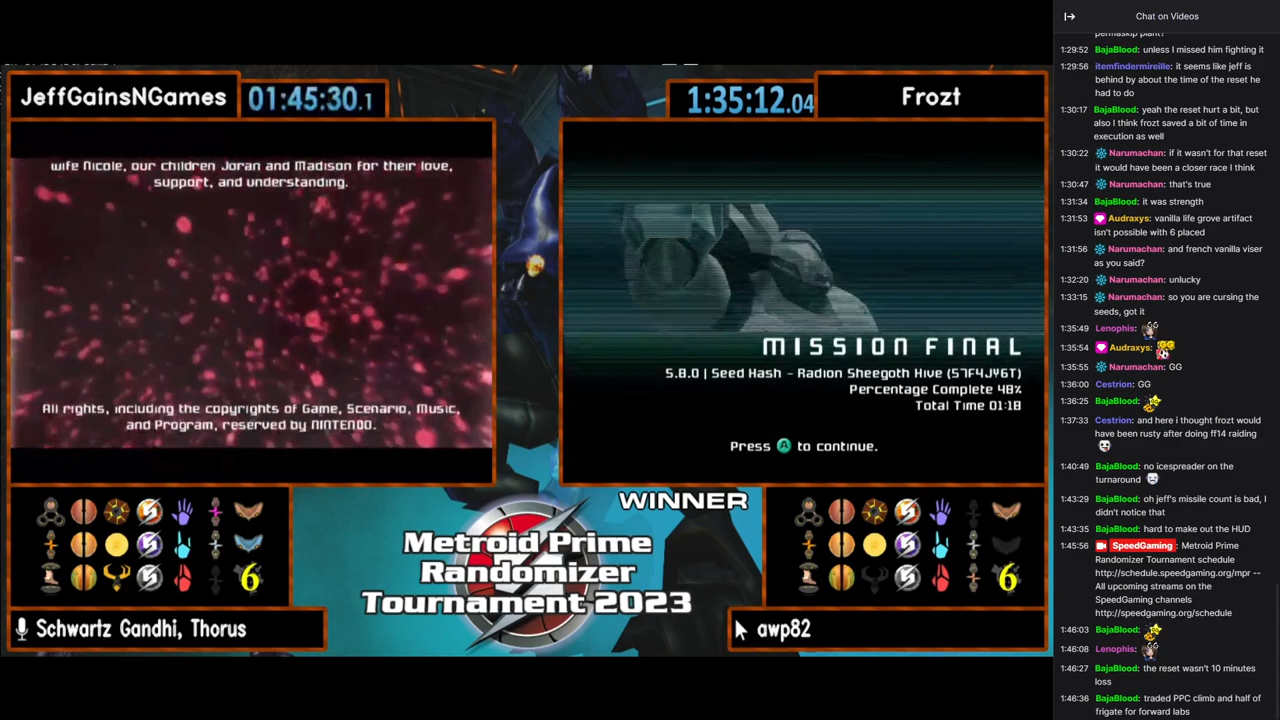 JeffGainsNGames
01:45:30.1
1:35:12.04
Frozt
wife Nicole, our children Joran and Madison for their love,
support, and understanding.
All rights, including the copyrights of Game, Scenario, Music,
and Program, reserved by NINTENDO.
MISSION FINAL
5.8.0 | Seed Hash - Radion Sheegoth Hive (S7F4JY6T)
Percentage Complete 48%
Total Time 01:18
Press A to continue.
6
WINNER
Metroid Prime
Randomizer
Tournament 2023
6
Schwartz Gandhi, Thorus
awp82
Chat on Videos
permaskip plant?
1:29:52 BajaBlood: unless I missed him fighting it
1:29:56 itemfindermireille: it seems like jeff is
behind by about the time of the reset he
had to do
1:30:17 BajaBlood: yeah the reset hurt a bit, but
also I think frozt saved a bit of time in
execution as well
1:30:22 Narumachan: if it wasn't for that reset
it would have been a closer race I think
1:30:47 Narumachan: that's true
1:31:34 BajaBlood: it was strength
1:31:53 Audraxys: vanilla life grove artifact
isn't possible with 6 placed
1:31:56 Narumachan: and french vanilla viser
as you said?
1:32:20 Narumachan: unlucky
1:33:15 Narumachan: so you are cursing the
seeds, got it
1:35:49 Lenophis:
1:35:54 Audraxys:
1:35:55 Narumachan: GG
1:36:00 Cestrion: GG
1:36:25 BajaBlood:
1:37:33 Cestrion: and here i thought frozt would
have been rusty after doing ff14 raiding
1:40:49 BajaBlood: no icespreader on the
turnaround
1:43:29 BajaBlood: oh jeff's missile count is bad, I
didn't notice that
1:43:35 BajaBlood: hard to make out the HUD
1:45:56 SpeedGaming: Metroid Prime
Randomizer Tournament schedule
http://schedule.speedgaming.org/mpr --
All upcoming streams on the
SpeedGaming channels
http://speedgaming.org/schedule
1:46:03 BajaBlood:
1:46:08 Lenophis:
1:46:27 BajaBlood: the reset wasn't 10 minutes
loss
1:46:36 BajaBlood: traded PPC climb and half of
frigate for forward labs